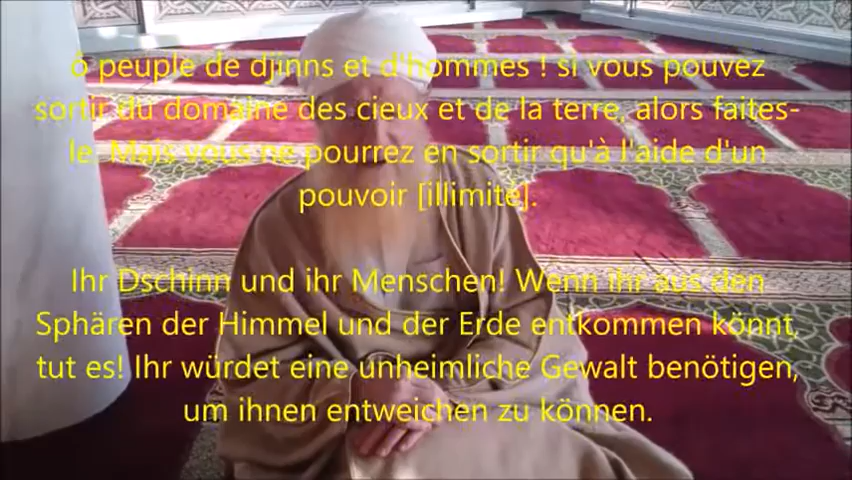 ô peuple de djinns et d'hommes ! si vous pouvez
sortir du domaine des cieux et de la terre, alors faites-
le. Mais vous ne pourrez en sortir qu'à l'aide d'un
pouvoir [illimité].
Ihr Dschinn und ihr Menschen! Wenn ihr aus den
Sphären der Himmel und der Erde entkommen könnt,
tut es! Ihr würdet eine unheimliche Gewalt benötigen,
um ihnen entweichen zu können.